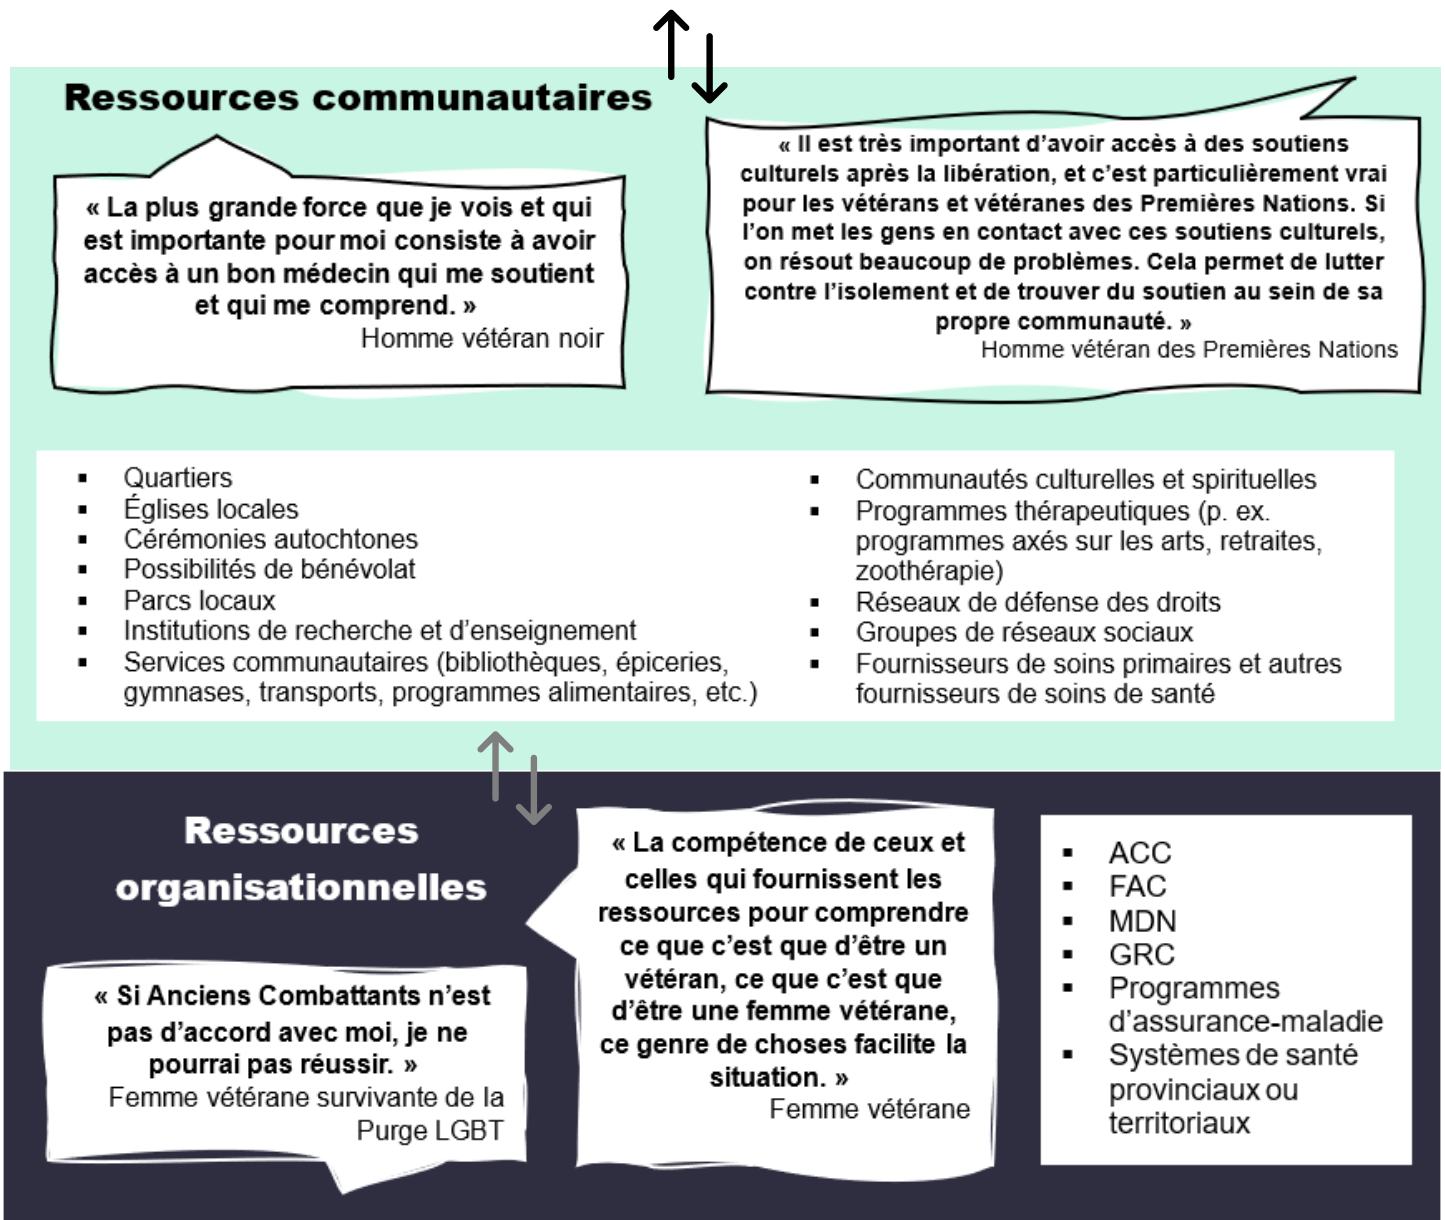 Ressources communautaires
« La plus grande force que je vois et qui
est importante pour moi consiste à avoir
accès à un bon médecin qui me soutient
et qui me comprend. »
Homme vétéran noir
« Il est très important d’avoir accès à des soutiens
culturels après la libération, et c’est particulièrement vrai
pour les vétérans et vétéranes des Premières Nations. Si
l’on met les gens en contact avec ces soutiens culturels,
on résout beaucoup de problèmes. Cela permet de lutter
contre l’isolement et de trouver du soutien au sein de sa
propre communauté. »
Homme vétéran des Premières Nations
▪ Quartiers
▪ Églises locales
▪ Cérémonies autochtones
▪ Possibilités de bénévolat
▪ Parcs locaux
▪ Institutions de recherche et d’enseignement
▪ Services communautaires (bibliothèques, épiceries,
gymnases, transports, programmes alimentaires, etc.)
▪ Communautés culturelles et spirituelles
▪ Programmes thérapeutiques (p. ex.
programmes axés sur les arts, retraites,
zoothérapie)
▪ Réseaux de défense des droits
▪ Groupes de réseaux sociaux
▪ Fournisseurs de soins primaires et autres
fournisseurs de soins de santé
Ressources
organisationnelles
« Si Anciens Combattants n’est
pas d’accord avec moi, je ne
pourrai pas réussir. »
Femme vétérane survivante de la
Purge LGBT
« La compétence de ceux et
celles qui fournissent les
ressources pour comprendre
ce que c’est que d’être un
vétéran, ce que c’est que
d’être une femme vétérane,
ce genre de choses facilite la
situation. »
Femme vétérane
▪ ACC
▪ FAC
▪ MDN
▪ GRC
▪ Programmes
d’assurance-maladie
▪ Systèmes de santé
provinciaux ou
territoriaux